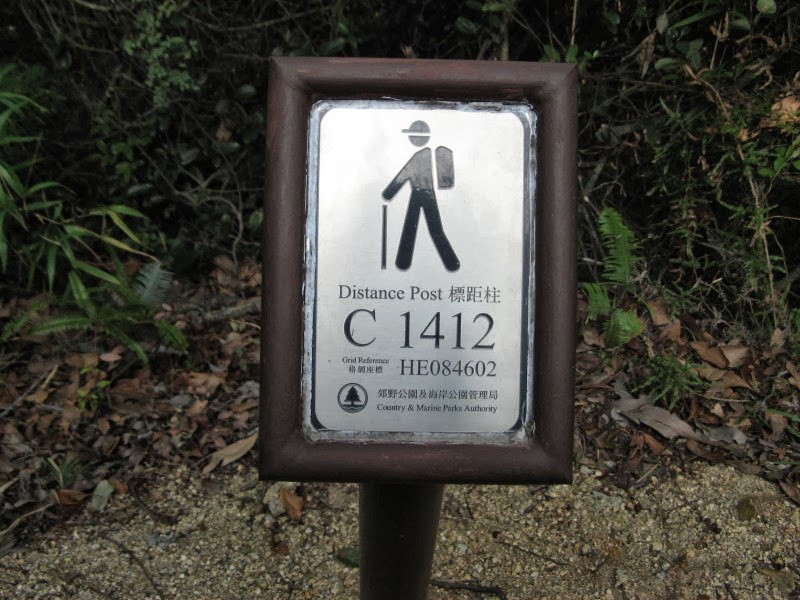 Distance Post 標距柱
C 1412
Grid Reference
格網座標
HE084602
郊野公園及海岸公園管理局
Country & Marine Parks Authority